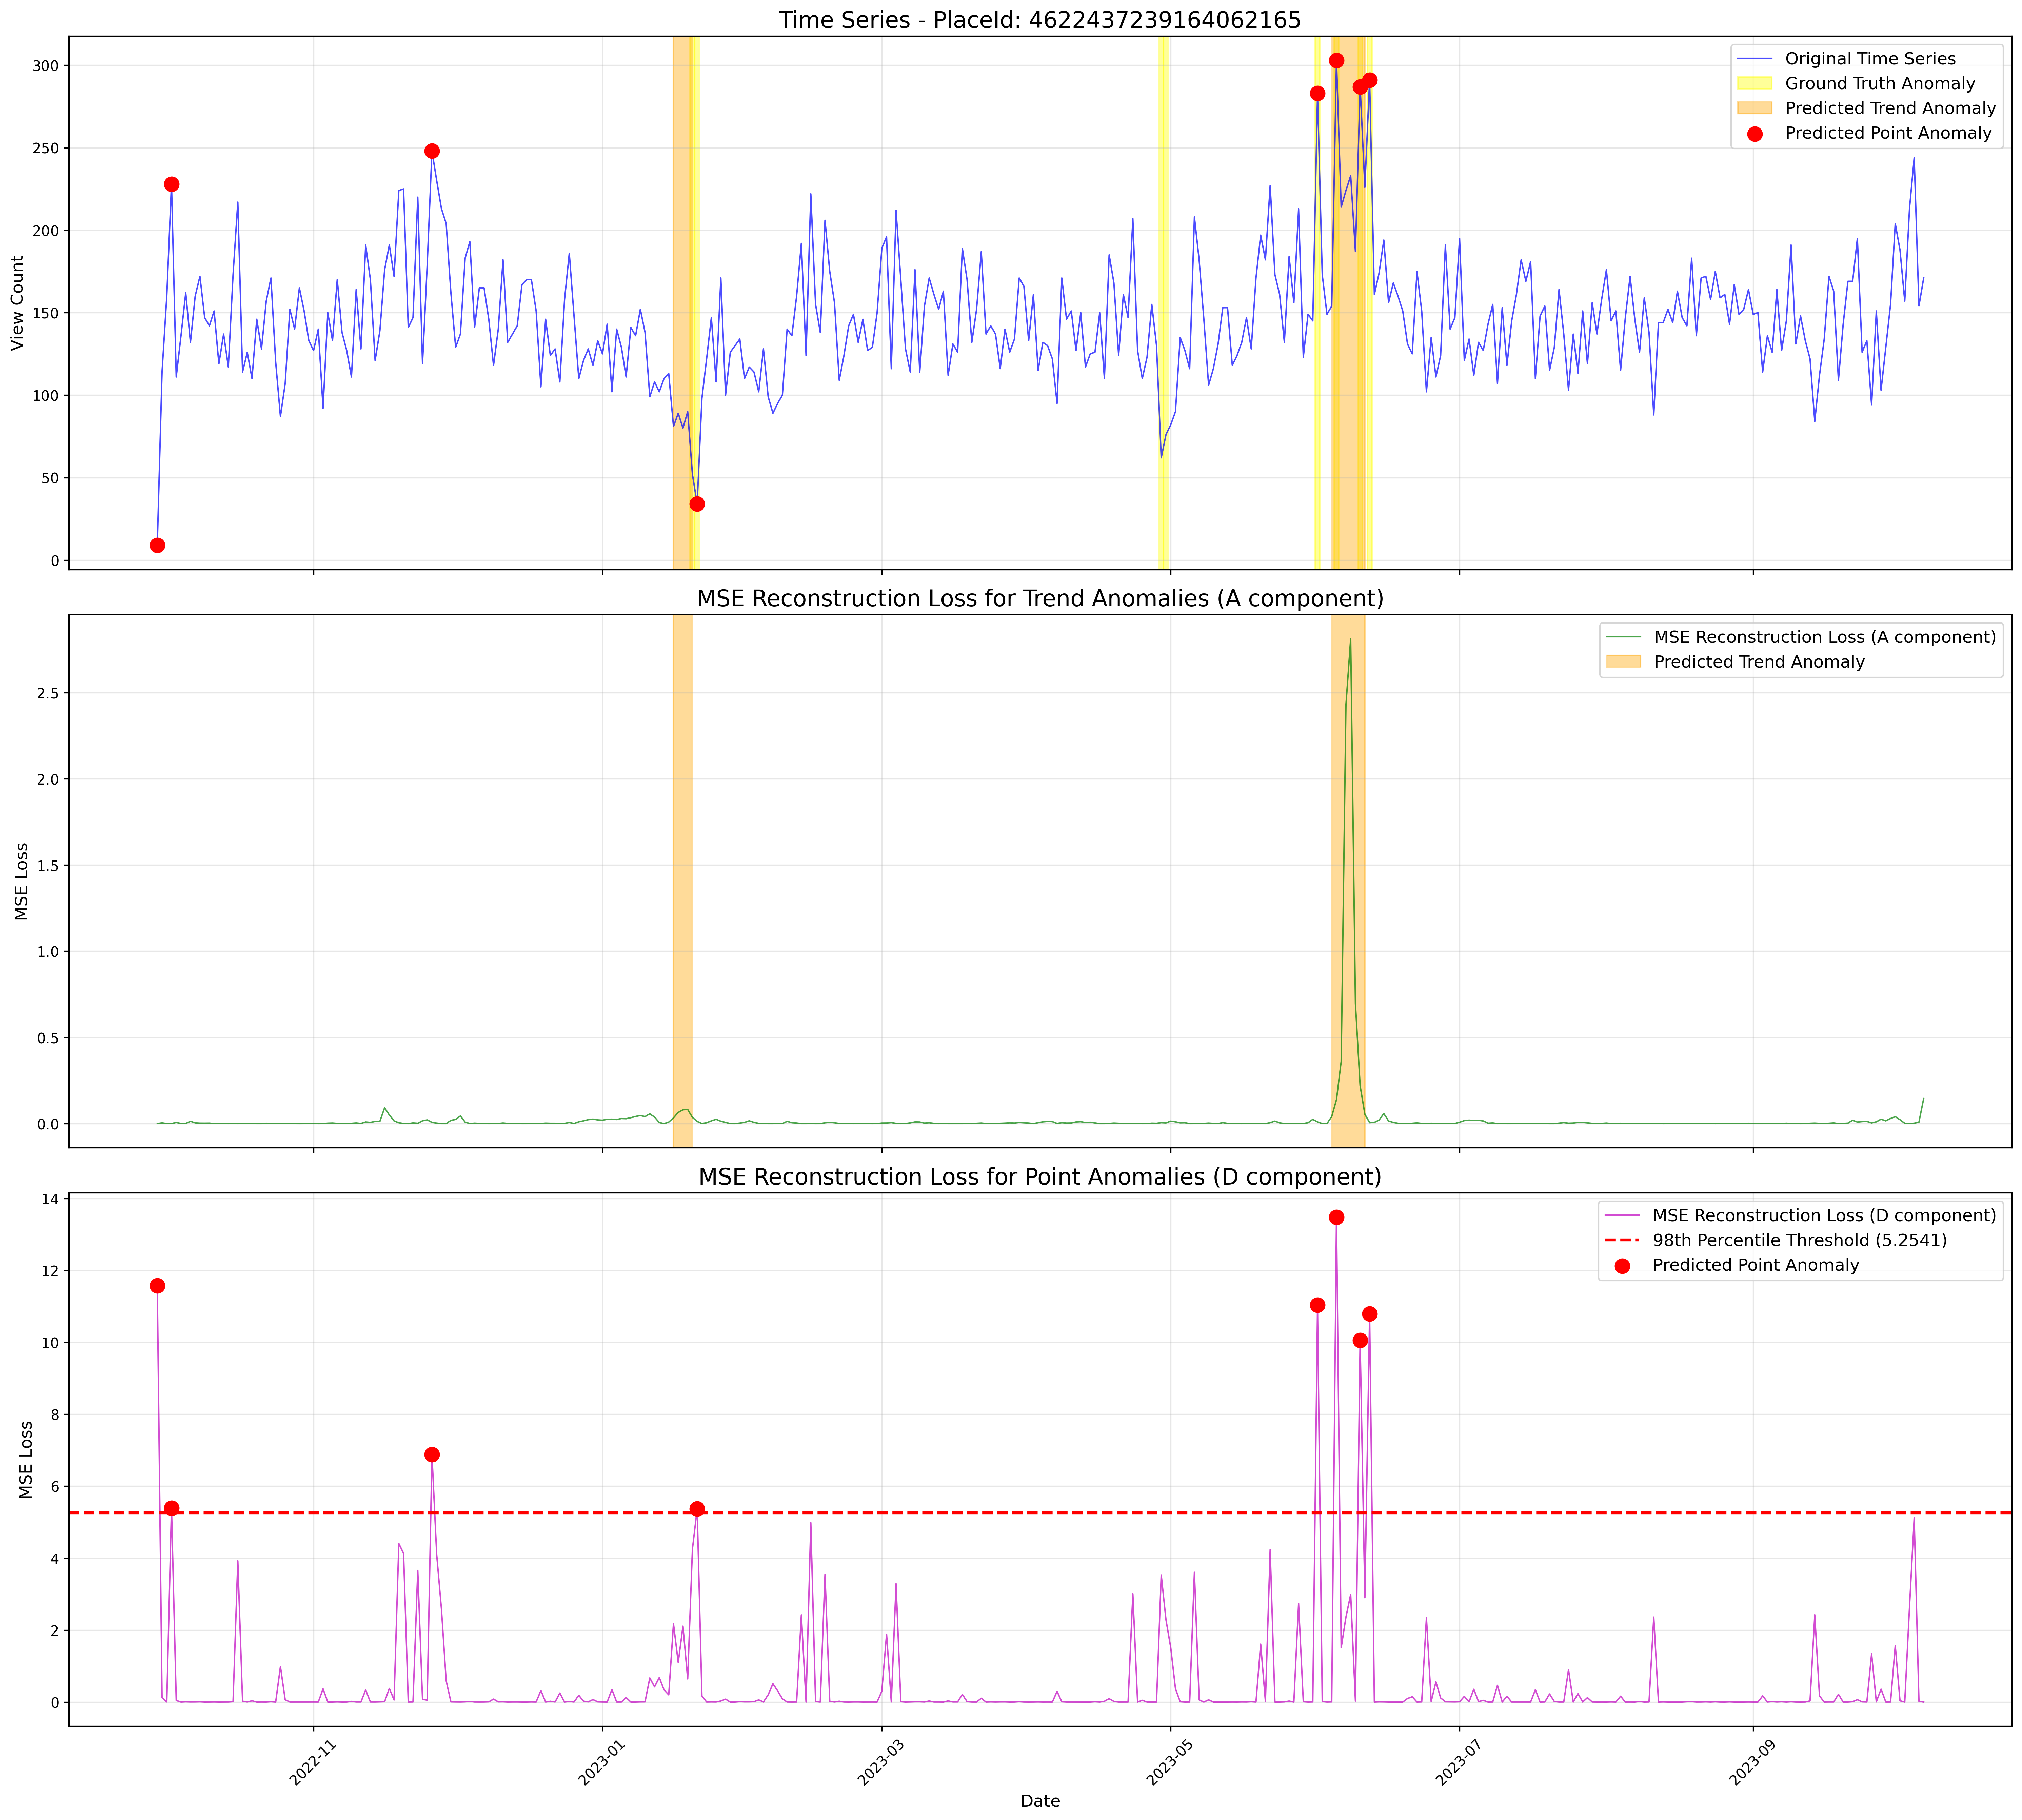 Time Series - PlaceId: 4622437239164062165
300
250
200
150
100
50
0
View Count
Original Time Series
Ground Truth Anomaly
Predicted Trend Anomaly
Predicted Point Anomaly
MSE Reconstruction Loss for Trend Anomalies (A component)
2.5
2.0
1.5
1.0
0.5
0.0
MSE Loss
MSE Reconstruction Loss (A component)
Predicted Trend Anomaly
MSE Reconstruction Loss for Point Anomalies (D component)
14
12
10
8
6
4
2
0
MSE Loss
MSE Reconstruction Loss (D component)
98th Percentile Threshold (5.2541)
Predicted Point Anomaly
2022-11
2023-01
2023-03
2023-05
2023-07
2023-09
Date